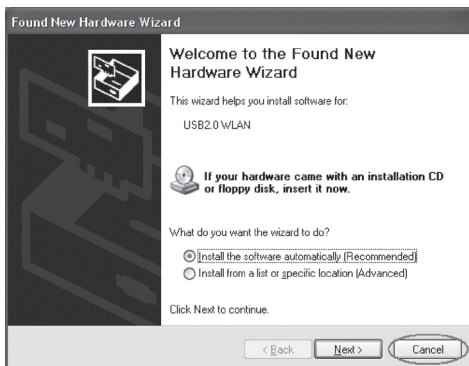 Found New Hardware Wizard
Welcome to the Found New
Hardware Wizard
This wizard helps you install software for:
USB2.0 WLAN
If your hardware came with an installation CD
or floppy disk, insert it now.
What do you want the wizard to do?
Install the software automatically (Recommended)
Install from a list or specific location (Advanced)
Click Next to continue.
< Back Next > Cancel